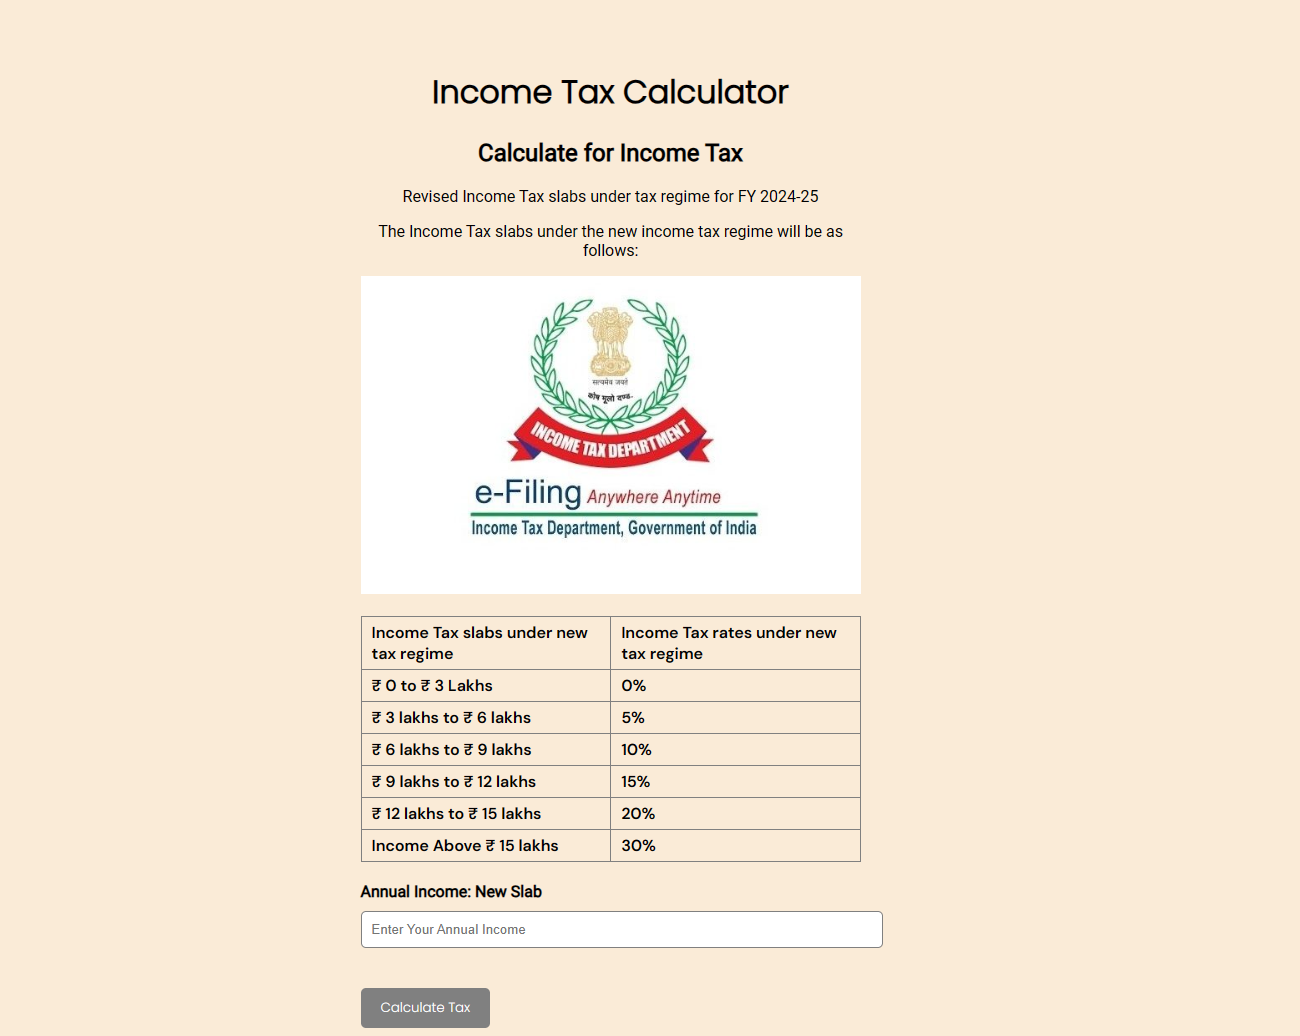 Income Tax Calculator
Calculate for Income Tax
Revised Income Tax slabs under tax regime for FY 2024-25
The Income Tax slabs under the new income tax regime will be as
follows:
सत्यमेव जयते
कोष मूलो दण्डः
INCOME TAX DEPARTMENT
e-Filing Anywhere Anytime
Income Tax Department, Government of India
Income Tax slabs under new
tax regime
Income Tax rates under new
tax regime
₹ 0 to ₹ 3 Lakhs 0%
₹ 3 lakhs to ₹ 6 lakhs 5%
₹ 6 lakhs to ₹ 9 lakhs 10%
₹ 9 lakhs to ₹ 12 lakhs 15%
₹ 12 lakhs to ₹ 15 lakhs 20%
Income Above ₹ 15 lakhs 30%
Annual Income: New Slab
Enter Your Annual Income
Calculate Tax